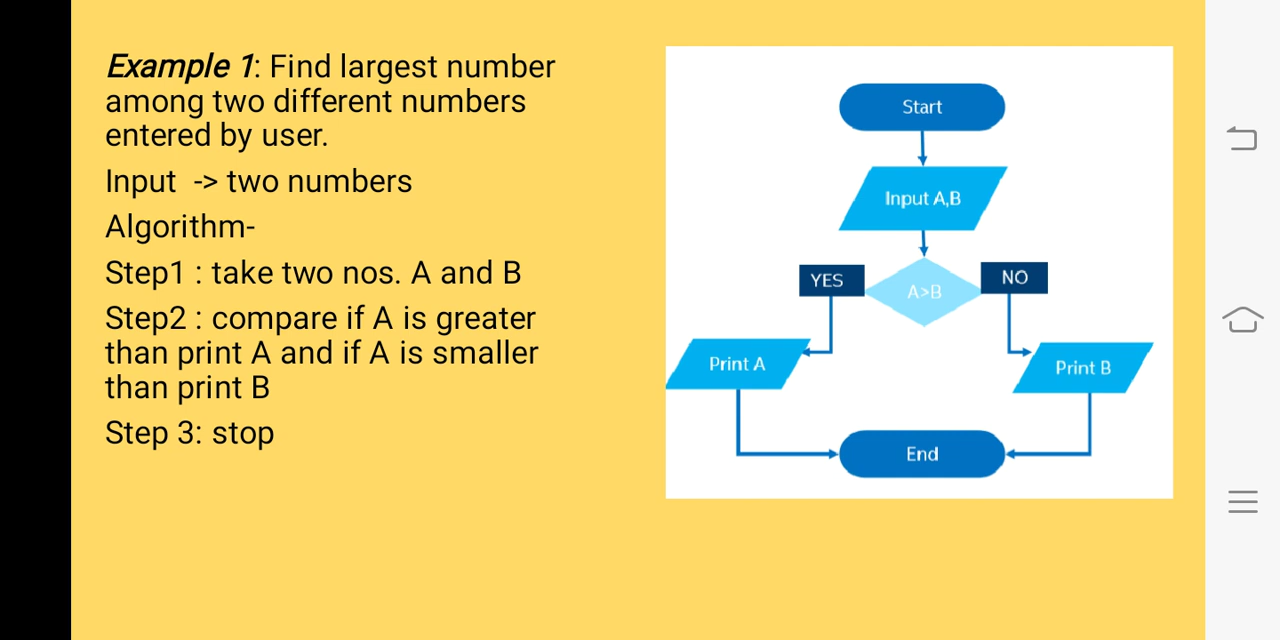 Example 1: Find largest number
among two different numbers
entered by user.
Input -> two numbers
Algorithm-
Step1 : take two nos. A and B
Step2 : compare if A is greater
than print A and if A is smaller
than print B
Step 3: stop
Start
Input A,B
YES
A>B
NO
Print A
Print B
End